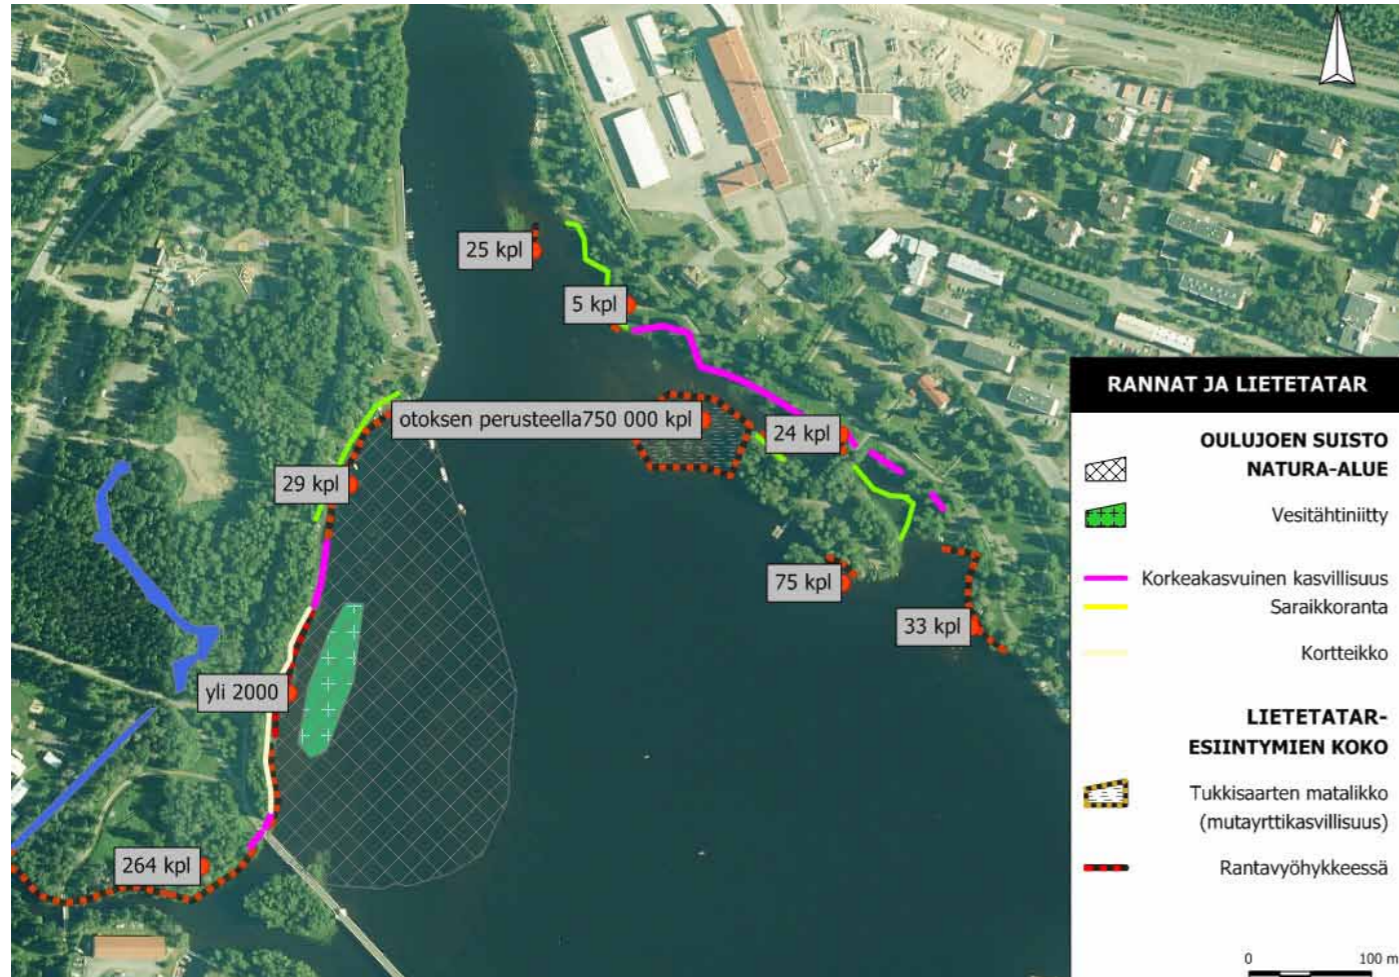 25 kpl
5 kpl
otoksen perusteella750 000 kpl
24 kpl
29 kpl
75 kpl
33 kpl
yli 2000
264 kpl
RANNAT JA LIETETATAR
OULUJOEN SUISTO
NATURA-ALUE
Vesitähtiniitty
Korkeakasvuinen kasvillisuus
Saraikkoranta
Kortteikko
LIETETATAR-
ESIINTYMIEN KOKO
Tukkisaarten matalikko
(mutayrttikasvillisuus)
Rantavyöhykkeessä
0 100 m